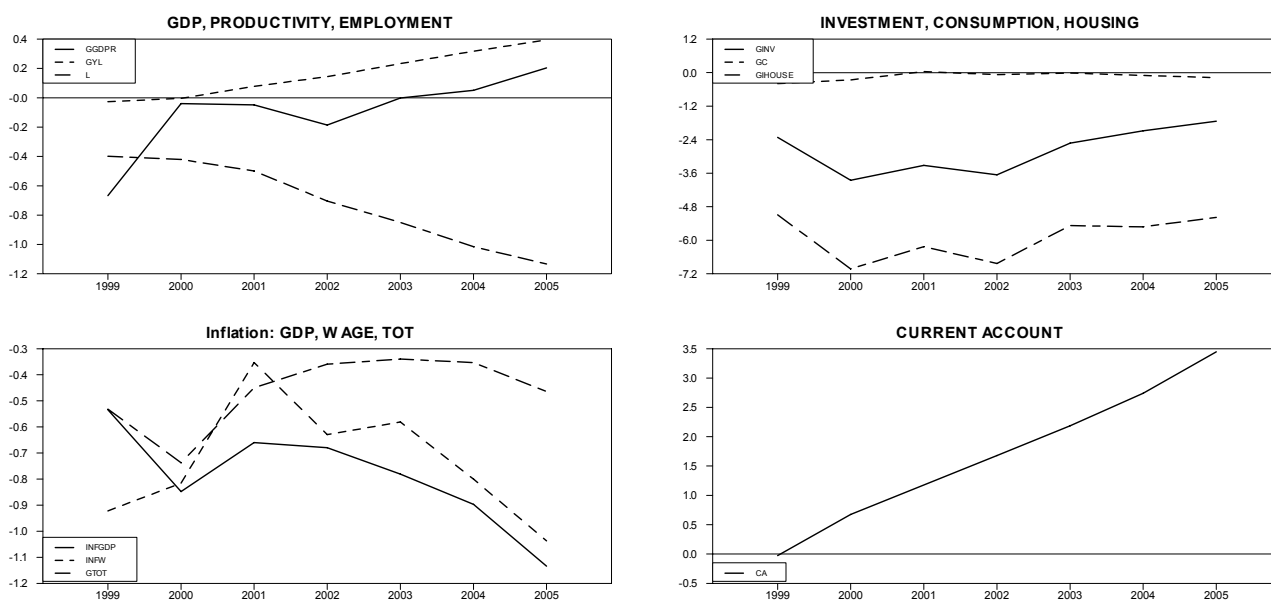 GDP, PRODUCTIVITY, EMPLOYMENT
0.4
0.2
-0.0
-0.2
-0.4
-0.6
-0.8
-1.0
-1.2
GGDPR
GYL
L
1999 2000 2001 2002 2003 2004 2005
INVESTMENT, CONSUMPTION, HOUSING
1.2
0.0
-1.2
-2.4
-3.6
-4.8
-6.0
-7.2
GINV
GC
GIHOUSE
1999 2000 2001 2002 2003 2004 2005
Inflation: GDP, WAGE, TOT
-0.3
-0.4
-0.5
-0.6
-0.7
-0.8
-0.9
-1.0
-1.1
-1.2
INFGDP
INFW
GTOT
1999 2000 2001 2002 2003 2004 2005
CURRENT ACCOUNT
3.5
3.0
2.5
2.0
1.5
1.0
0.5
0.0
-0.5
CA
1999 2000 2001 2002 2003 2004 2005